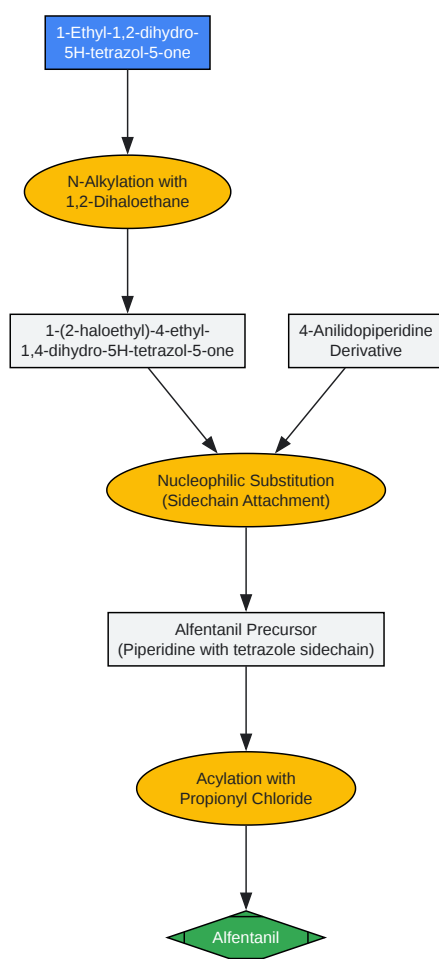 1-Ethyl-1,2-dihydro-
5H-tetrazol-5-one
N-Alkylation with
1,2-Dihaloethane
1-(2-haloethyl)-4-ethyl-
1,4-dihydro-5H-tetrazol-5-one
4-Anilidopiperidine
Derivative
Nucleophilic Substitution
(Sidechain Attachment)
Alfentanil Precursor
(Piperidine with tetrazole sidechain)
Acylation with
Propionyl Chloride
Alfentanil